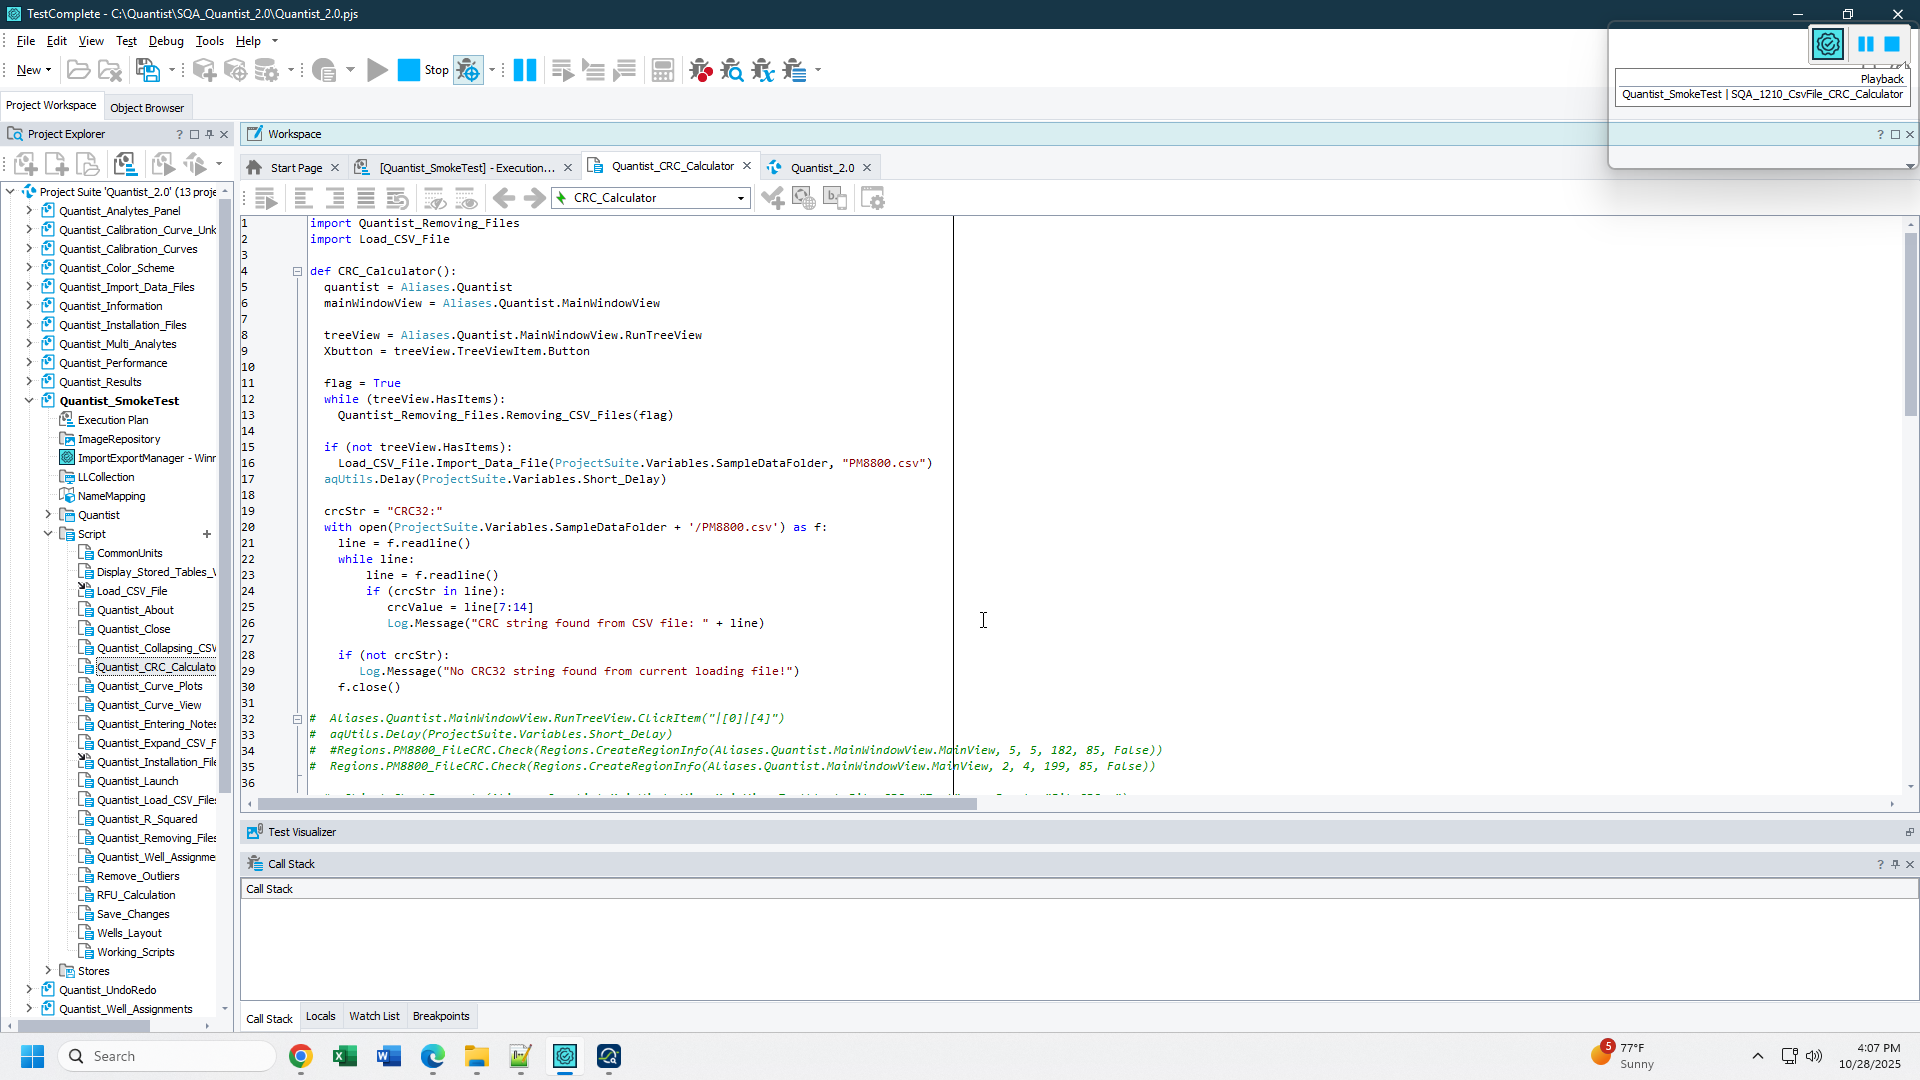 TestComplete - C:\Quantist\SQA_Quantist_2.0\Quantist_2.0.pjs
File Edit View Test Debug Tools Help
New
Stop
Playback
Quantist_SmokeTest | SQA_1210_CsvFile_CRC_Calculator
Project Workspace
Object Browser
Project Explorer
Project Suite 'Quantist_2.0' (13 proje
Quantist_Analytes_Panel
Quantist_Calibration_Curve_Unk
Quantist_Calibration_Curves
Quantist_Color_Scheme
Quantist_Import_Data_Files
Quantist_Information
Quantist_Installation_Files
Quantist_Multi_Analytes
Quantist_Performance
Quantist_Results
Quantist_SmokeTest
Execution Plan
ImageRepository
ImportExportManager - Winr
LLCollection
NameMapping
Quantist
Script
CommonUnits
Display_Stored_Tables_V
Load_CSV_File
Quantist_About
Quantist_Close
Quantist_Collapsing_CSV
Quantist_CRC_Calculato
Quantist_Curve_Plots
Quantist_Curve_View
Quantist_Entering_Notes
Quantist_Expand_CSV_F
Quantist_Installation_File
Quantist_Launch
Quantist_Load_CSV_Files
Quantist_R_Squared
Quantist_Removing_Files
Quantist_Well_Assignme
Remove_Outliers
RFU_Calculation
Save_Changes
Wells_Layout
Working_Scripts
Stores
Quantist_UndoRedo
Quantist_Well_Assignments
Workspace
Start Page
[Quantist_SmokeTest] - Execution...
Quantist_CRC_Calculator
Quantist_2.0
CRC_Calculator
1 import Quantist_Removing_Files
2 import Load_CSV_File
3
4 def CRC_Calculator():
5 quantist = Aliases.Quantist
6 mainWindowView = Aliases.Quantist.MainWindowView
7
8 treeView = Aliases.Quantist.MainWindowView.RunTreeView
9 Xbutton = treeView.TreeViewItem.Button
10
11 flag = True
12 while (treeView.HasItems):
13 Quantist_Removing_Files.Removing_CSV_Files(flag)
14
15 if (not treeView.HasItems):
16 Load_CSV_File.Import_Data_File(ProjectSuite.Variables.SampleDataFolder, "PM8800.csv")
17 aqUtils.Delay(ProjectSuite.Variables.Short_Delay)
18
19 crcStr = "CRC32:"
20 with open(ProjectSuite.Variables.SampleDataFolder + '/PM8800.csv') as f:
21 line = f.readline()
22 while line:
23 line = f.readline()
24 if (crcStr in line):
25 crcValue = line[7:14]
26 Log.Message("CRC string found from CSV file: " + line)
27
28 if (not crcStr):
29 Log.Message("No CRC32 string found from current loading file!")
30 f.close()
31
32 # Aliases.Quantist.MainWindowView.RunTreeView.ClickItem("|[0]|[4]")
33 # aqUtils.Delay(ProjectSuite.Variables.Short_Delay)
34 # #Regions.PM8800_FileCRC.Check(Regions.CreateRegionInfo(Aliases.Quantist.MainWindowView.MainView, 5, 5, 182, 85, False))
35 # Regions.PM8800_FileCRC.Check(Regions.CreateRegionInfo(Aliases.Quantist.MainWindowView.MainView, 2, 4, 199, 85, False))
36
Test Visualizer
Call Stack
Call Stack
Call Stack Locals Watch List Breakpoints
Search
5
77°F
Sunny
4:07 PM
10/28/2025